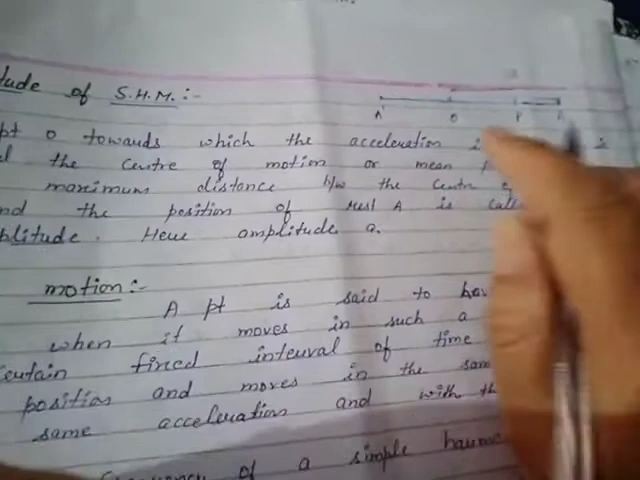 tude of S.H.M. :-
A' O P A
pt O towards which the acceleration is
the centre of motion or mean
maximum distance b/w the centre
nd the position of rest A is call
plitude. Here amplitude a.
motion :-
A pt is said to hav
when it moves in such a
certain fixed interval of time
position and moves in the sam
same acceleration and with th
of a simple harmo